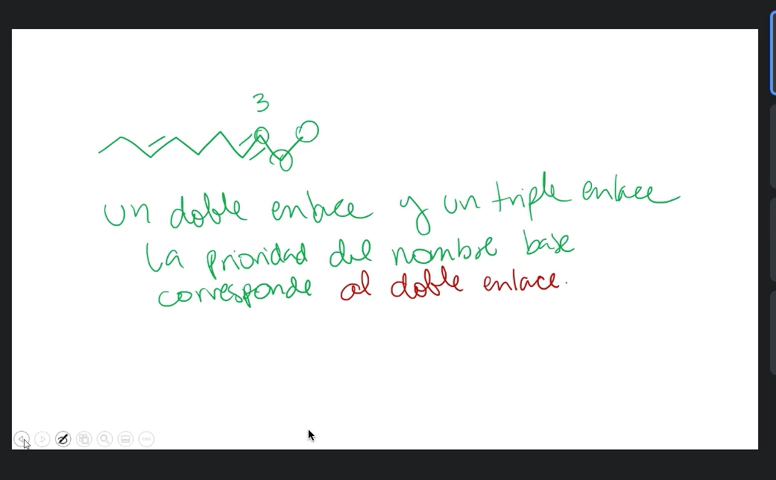 3
un doble enlace y un triple enlace
la prioridad del nombre base
corresponde al doble enlace.